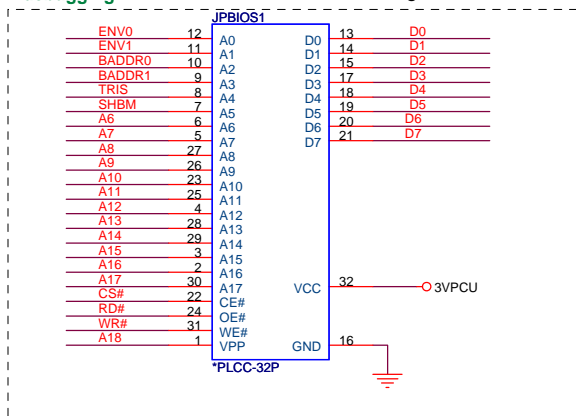 gging
JPBIOS1
ENV0 12 A0 D0 13 D0
ENV1 11 A1 D1 14 D1
BADDR0 10 A2 D2 15 D2
BADDR1 9 A3 D3 17 D3
TRIS 8 A4 D4 18 D4
SHBM 7 A5 D5 19 D5
A6 6 A6 D6 20 D6
A7 5 A7 D7 21 D7
A8 27 A8
A9 26 A9
A10 23 A10
A11 25 A11
A12 4 A12
A13 28 A13
A14 29 A14
A15 3 A15
A16 2 A16
A17 30 A17 VCC 32 3VPCU
CS# 22 CE#
RD# 24 OE#
WR# 31 WE#
A18 1 VPP GND 16
*PLCC-32P